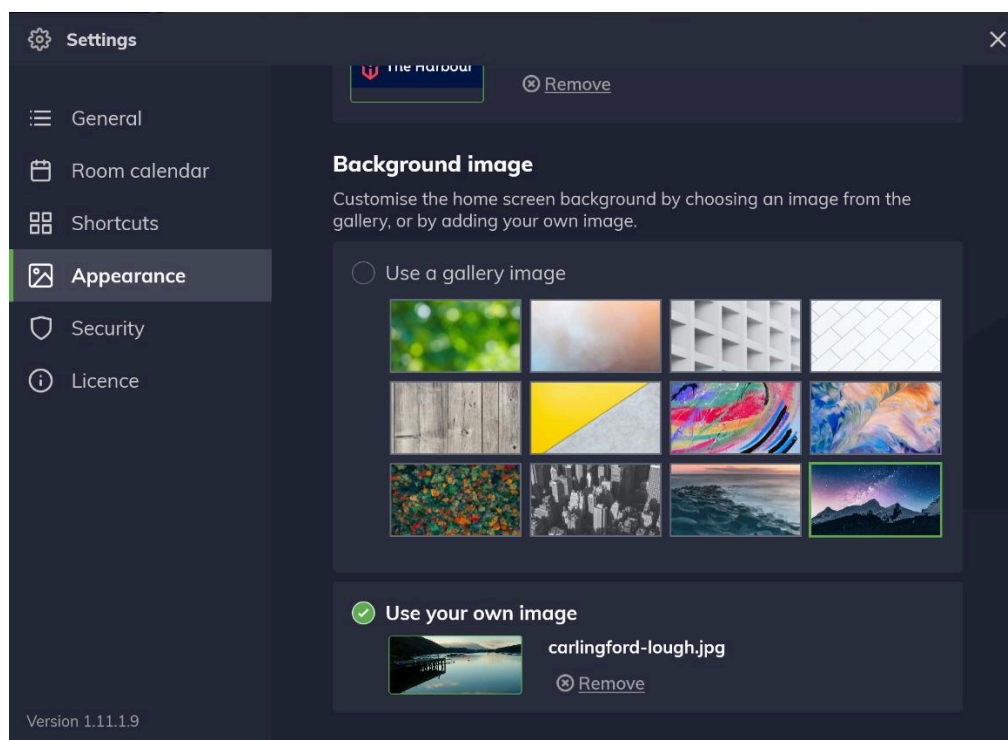 Settings
The Harbour
Remove
General
Room calendar
Shortcuts
Appearance
Security
Licence
Version 1.11.1.9
Background image
Customise the home screen background by choosing an image from the
gallery, or by adding your own image.
Use a gallery image
Use your own image
carlingford-lough.jpg
Remove